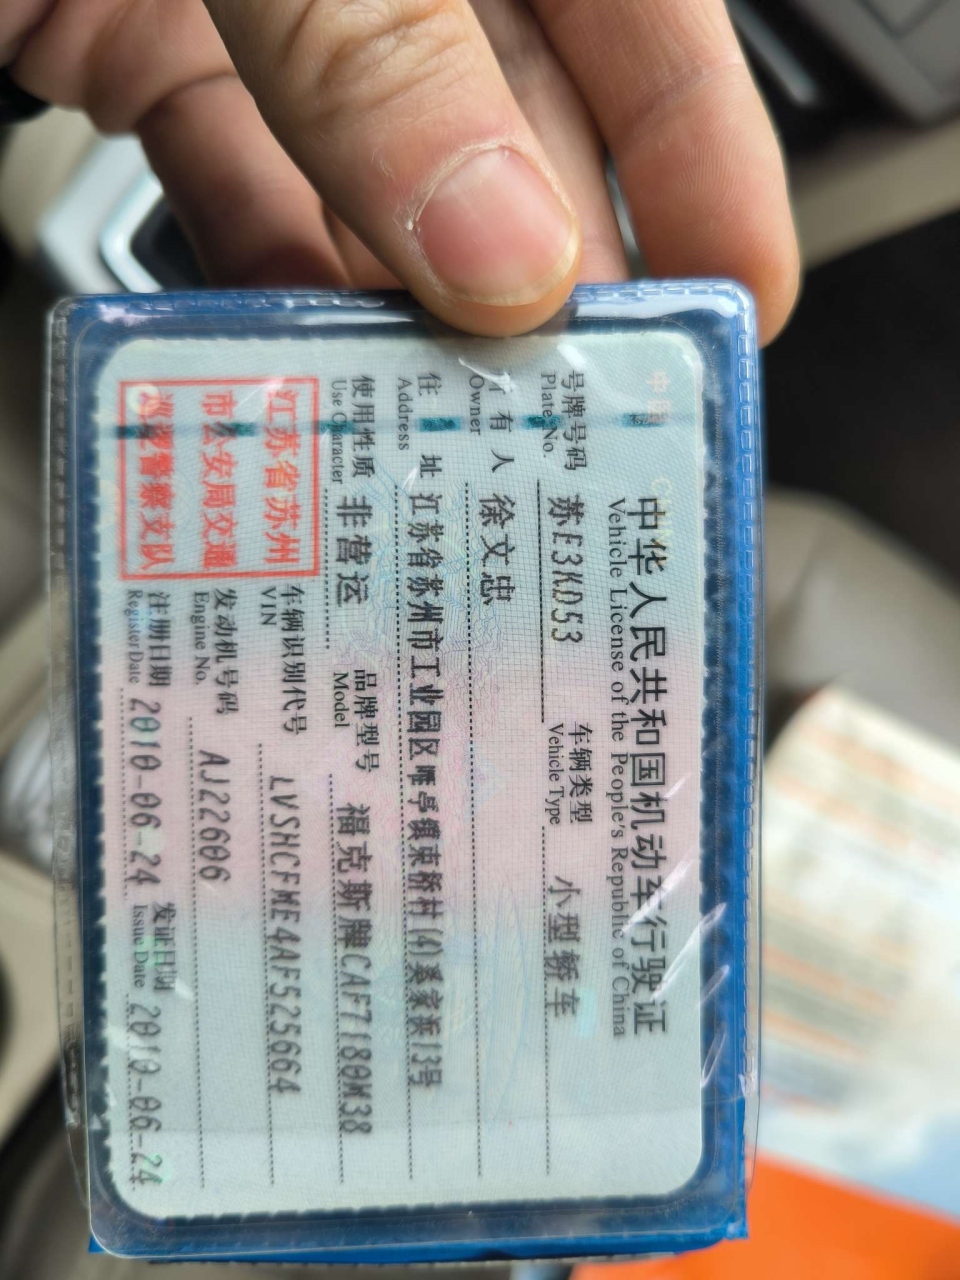 中华人民共和国机动车行驶证
Vehicle License of the People's Republic of China
号牌号码 苏E3KD53 车辆类型 小型轿车
Plate No. Vehicle Type
所有人 徐文忠
Owner
住址 江苏省苏州市工业园区唯亭镇束桥村(4)桑家浜13号
Address
使用性质 非营运 品牌型号 福克斯牌CAF7180M38
Use Character Model
江苏省苏州
市公安局交通
巡逻警察支队
车辆识别代号 LVSHCFME4AF525664
VIN
发动机号码 AJ22606
Engine No.
注册日期 2010-06-24 发证日期 2010-06-24
Register Date Issue Date